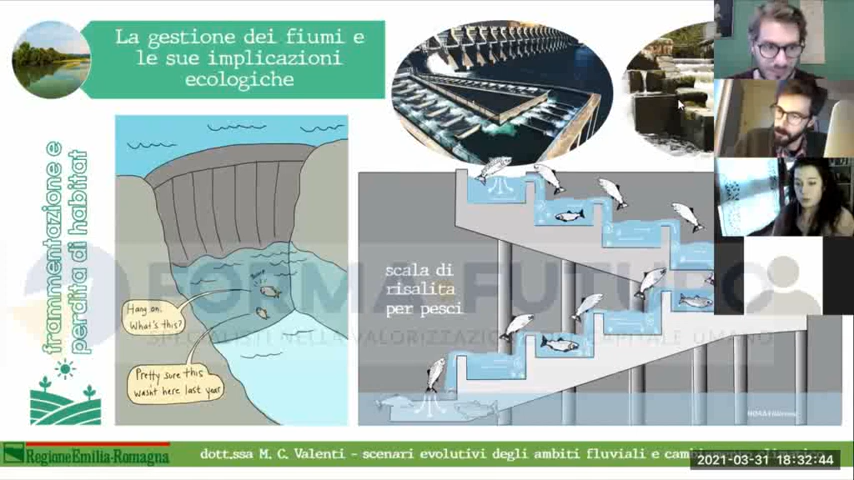 La gestione dei fiumi e
le sue implicazioni
ecologiche
frammentazione e
perdita di habitat
Hang on.
What's this?
Pretty sure this
wasn't here last year
scala di
risalita
per pesci
FORMA FUTURO
SPECIALISTI NELLA VALORIZZAZIONE DEL CAPITALE UMANO
RegioneEmilia-Romagna
dott.ssa M. C. Valenti - scenari evolutivi degli ambiti fluviali e
2021-03-31 18:32:44